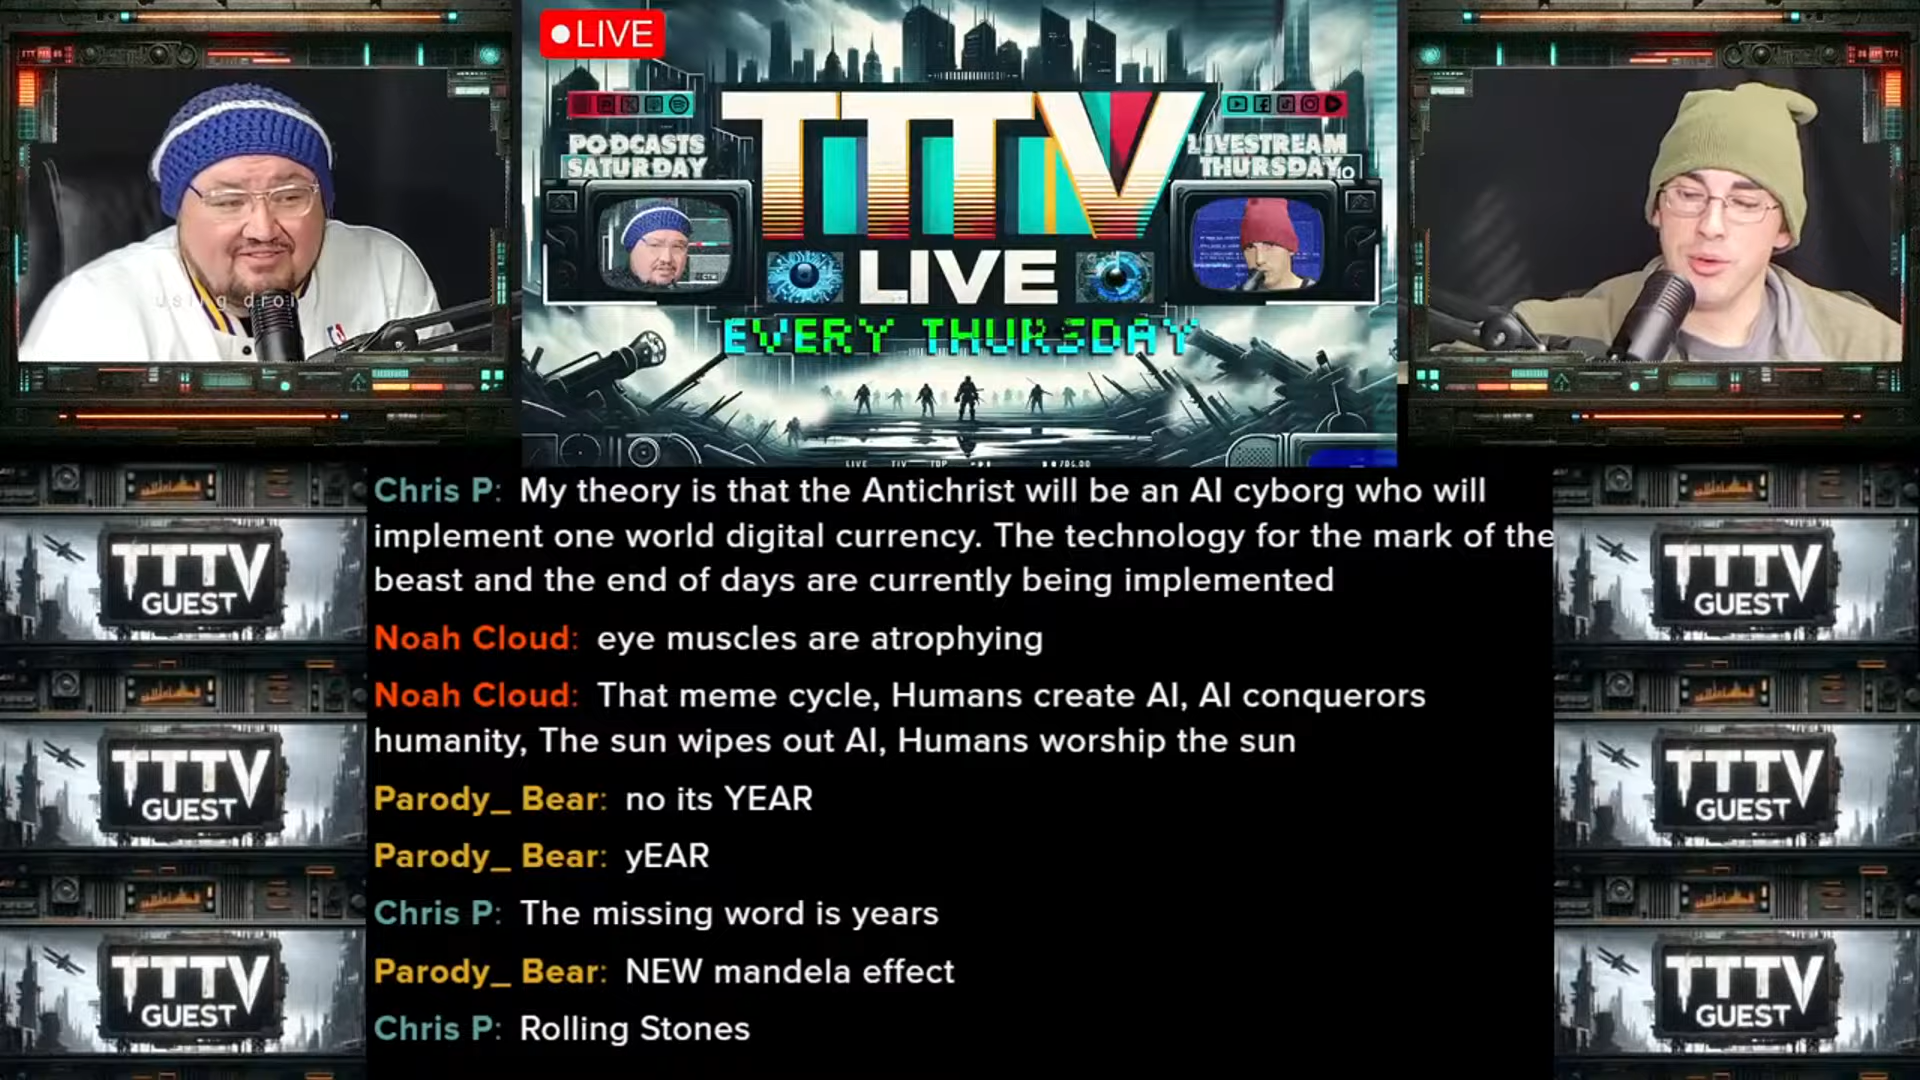 LIVE
PODCASTS
SATURDAY
TTTV
LIVE
EVERY THURSDAY
LIVESTREAM
THURSDAY
Chris P: My theory is that the Antichrist will be an AI cyborg who will
implement one world digital currency. The technology for the mark of the
beast and the end of days are currently being implemented
Noah Cloud: eye muscles are atrophying
Noah Cloud: That meme cycle, Humans create AI, AI conquerors
humanity, The sun wipes out AI, Humans worship the sun
Parody_ Bear: no its YEAR
Parody_ Bear: yEAR
Chris P: The missing word is years
Parody_ Bear: NEW mandela effect
Chris P: Rolling Stones
TTTV
GUEST
TTTV
GUEST
TTTV
GUEST
TTTV
GUEST
TTTV
GUEST
TTTV
GUEST